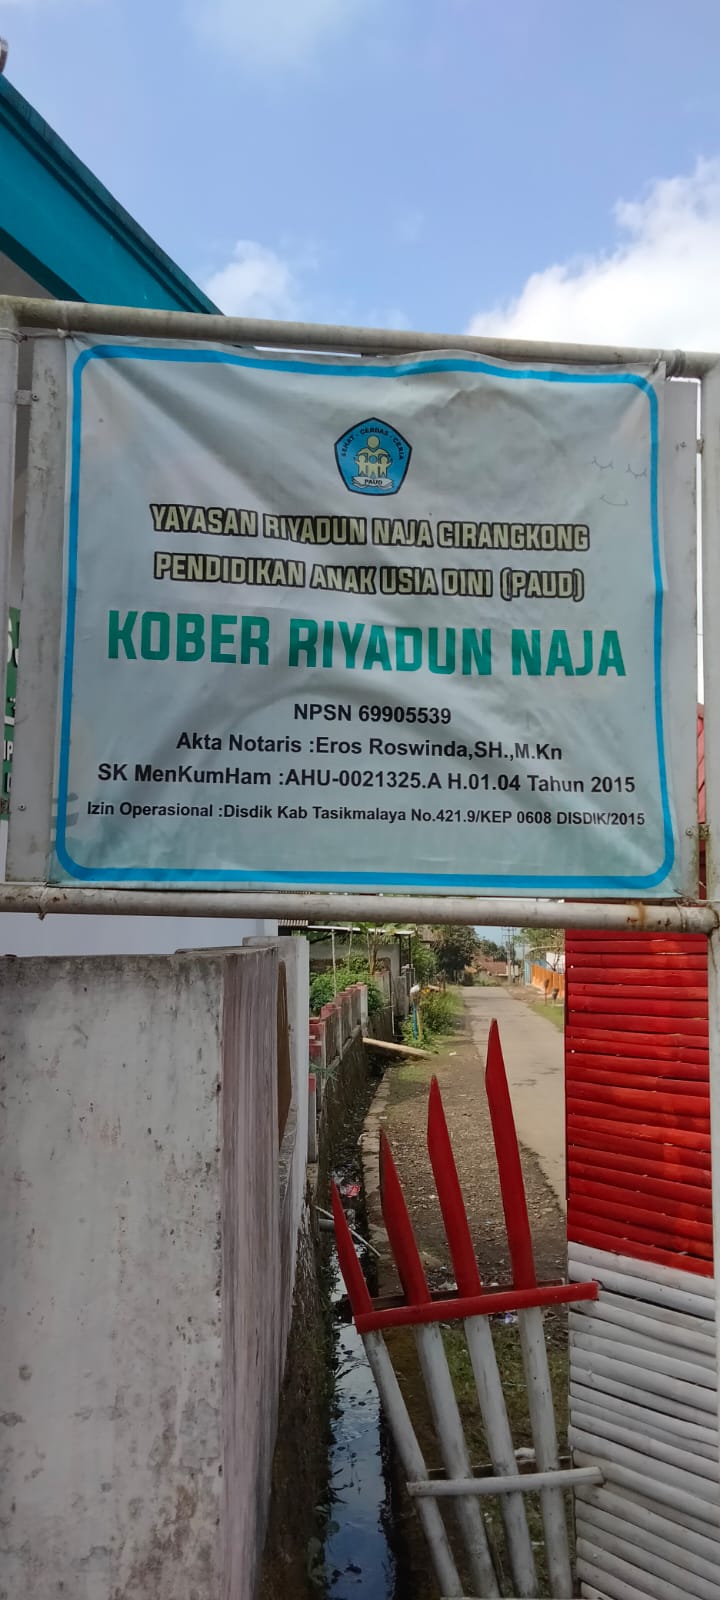 SEHAT - CERDAS - CERIA
PAUD
YAYASAN RIYADUN NAJA CIRANGKONG
PENDIDIKAN ANAK USIA DINI (PAUD)
KOBER RIYADUN NAJA
NPSN 69905539
Akta Notaris :Eros Roswinda,SH.,M.Kn
SK MenKumHam :AHU-0021325.A H.01.04 Tahun 2015
Izin Operasional :Disdik Kab Tasikmalaya No.421.9/KEP 0608 DISDIK/2015